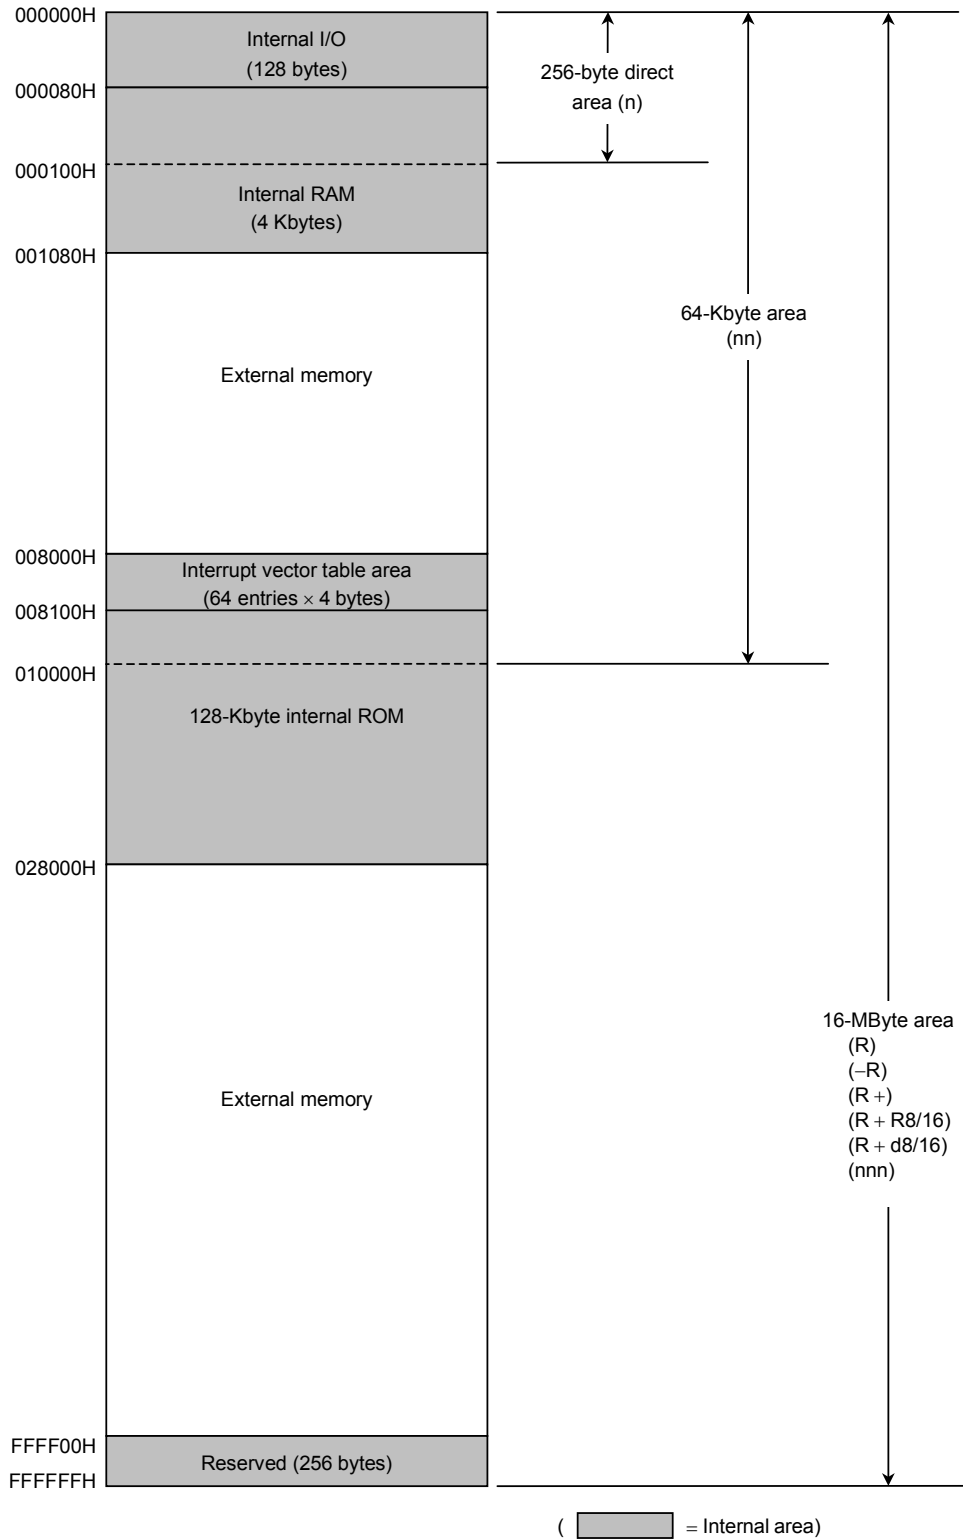 000000H
Internal I/O
(128 bytes)
000080H
000100H
Internal RAM
(4 Kbytes)
001080H
External memory
008000H
Interrupt vector table area
(64 entries × 4 bytes)
008100H
010000H
128-Kbyte internal ROM
028000H
External memory
FFFF00H
Reserved (256 bytes)
FFFFFFH
256-byte direct
area (n)
64-Kbyte area
(nn)
16-MByte area
(R)
(−R)
(R +)
(R + R8/16)
(R + d8/16)
(nnn)
( = Internal area)